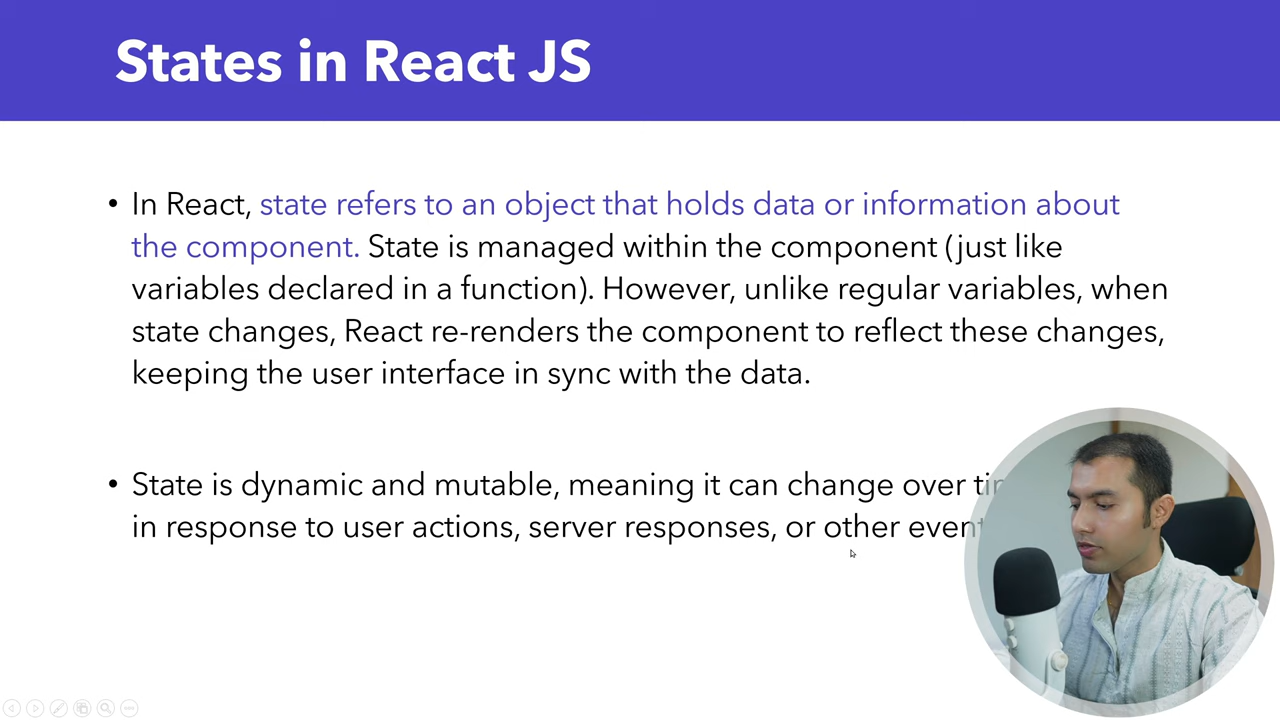 States in React JS
• In React, state refers to an object that holds data or information about
the component. State is managed within the component (just like
variables declared in a function). However, unlike regular variables, when
state changes, React re-renders the component to reflect these changes,
keeping the user interface in sync with the data.
• State is dynamic and mutable, meaning it can change over
in response to user actions, server responses, or other